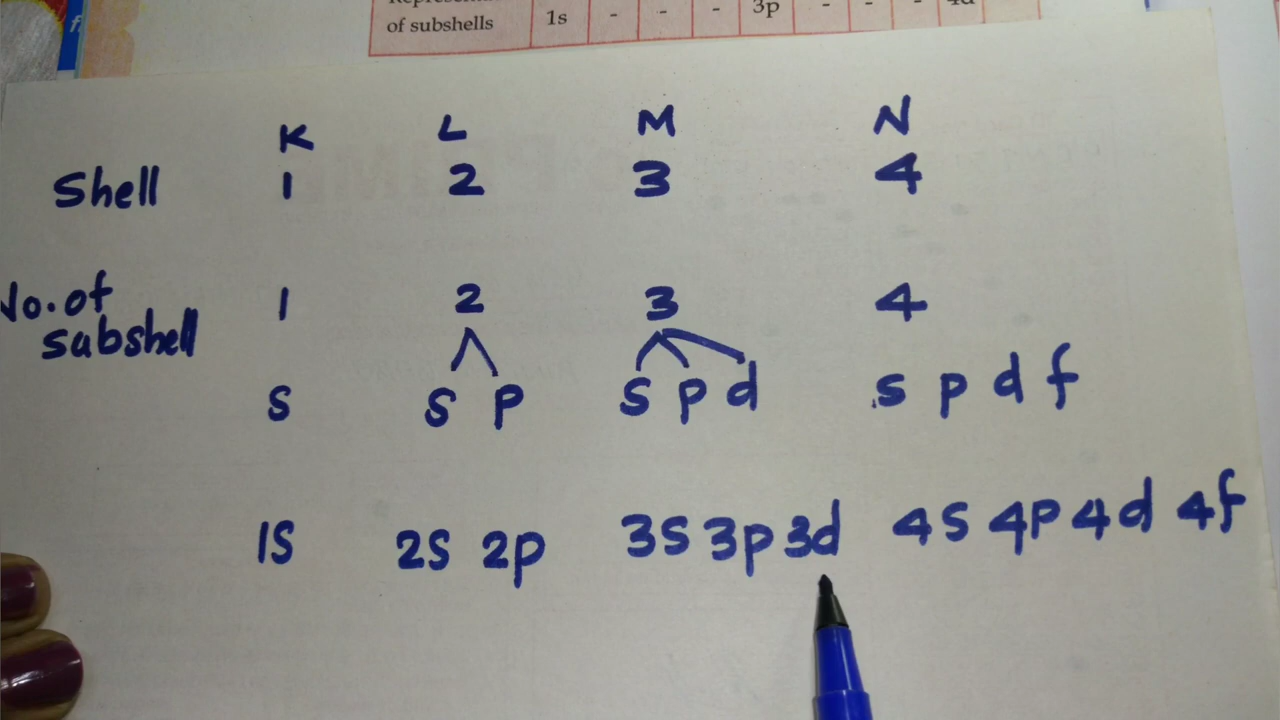 of subshells 1s - - - 3p - - - 4d
K L M N
Shell 1 2 3 4
No. of 1 2 3 4
subshell
s s p s p d s p d f
1s 2s 2p 3s 3p 3d 4s 4p 4d 4f